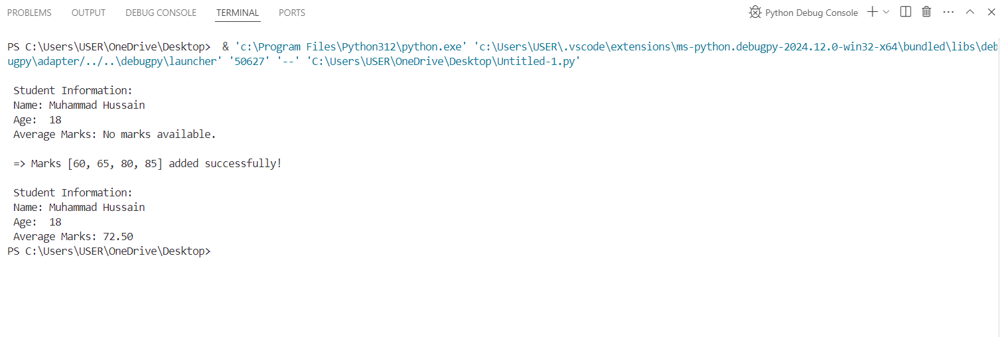 PROBLEMS OUTPUT DEBUG CONSOLE TERMINAL PORTS Python Debug Console
PS C:\Users\USER\OneDrive\Desktop>  & 'c:\Program Files\Python312\python.exe' 'c:\Users\USER\.vscode\extensions\ms-python.debugpy-2024.12.0-win32-x64\bundled\libs\deb
ugpy\adapter/../..\debugpy\launcher' '50627' '--' 'C:\Users\USER\OneDrive\Desktop\Untitled-1.py'
Student Information:
Name: Muhammad Hussain
Age:  18
Average Marks: No marks available.
=> Marks [60, 65, 80, 85] added successfully!
Student Information:
Name: Muhammad Hussain
Age:  18
Average Marks: 72.50
PS C:\Users\USER\OneDrive\Desktop>